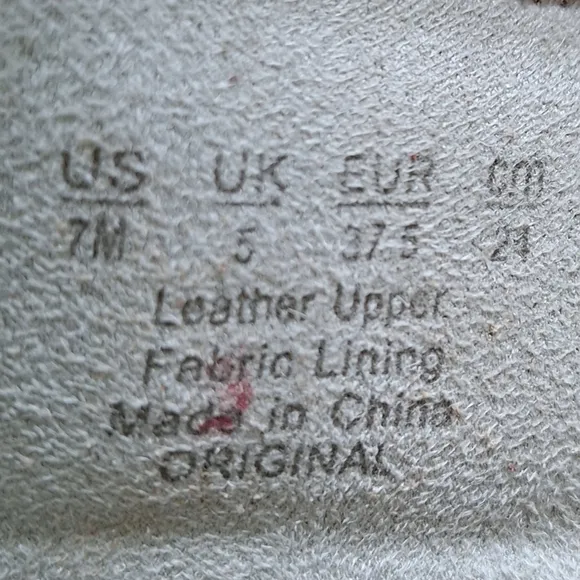 US UK EUR cm
7M 5 37.5 24
Leather Upper
Fabric Lining
Made in China
ORIGINAL